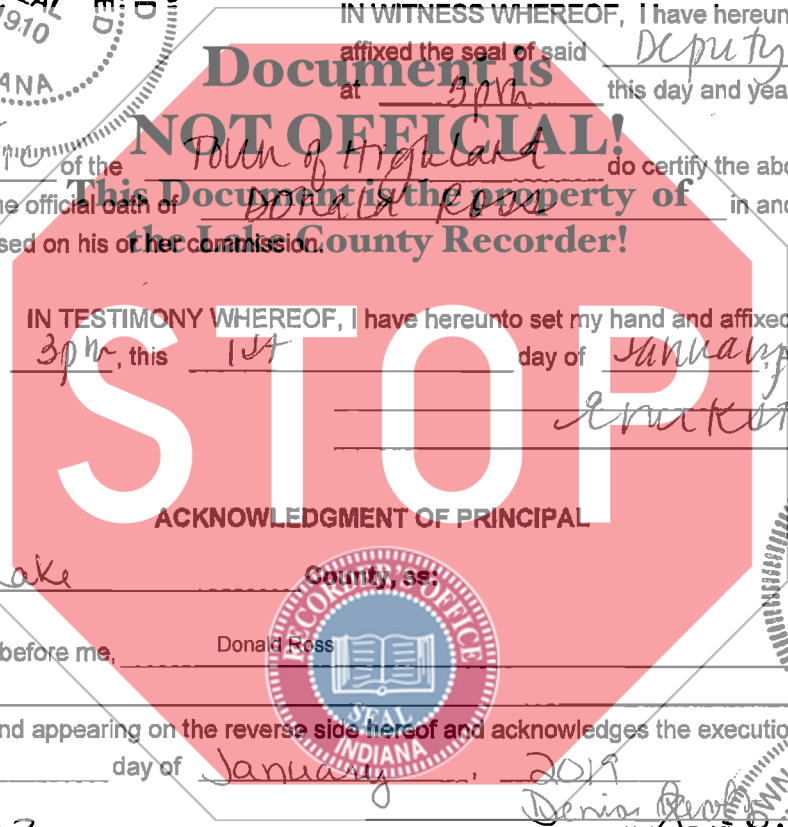 1910
IANA
IN WITNESS WHEREOF, I have hereun
affixed the seal of said Deputy
Document is
at 3pm this day and yea
NOT OFFICIAL!
of the Town of Highland do certify the abo
This Document is the property of
he official oath of Donald Ross in and
the Lake County Recorder!
sed on his or her commission.
IN TESTIMONY WHEREOF, I have hereunto set my hand and affixed
3pm, this 1st day of January, A
STOP
ACKNOWLEDGMENT OF PRINCIPAL
ake County, ss:
before me, Donald Ross
RECORDER'S OFFICE
SEAL
INDIANA
nd appearing on the reverse side hereof and acknowledges the executio
day of January, 2019